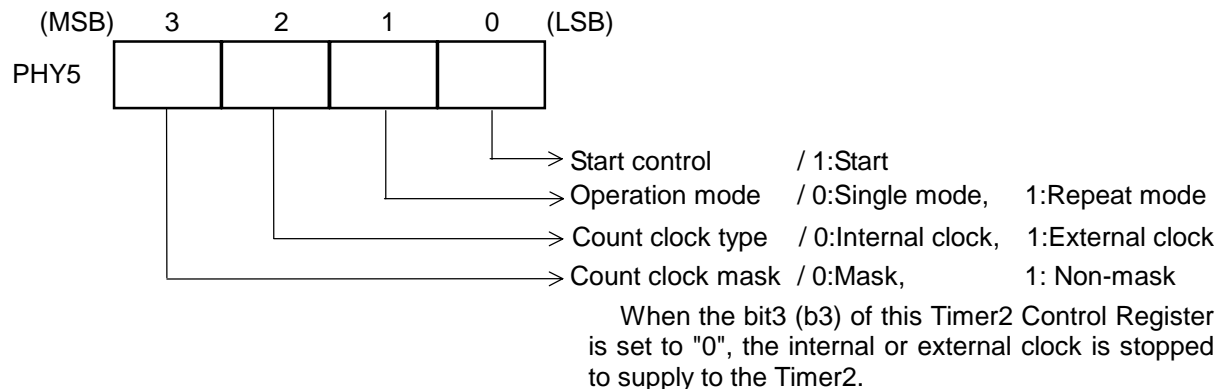 (MSB) 3 2 1 0 (LSB)
PHY5
Start control / 1:Start
Operation mode / 0:Single mode, 1:Repeat mode
Count clock type / 0:Internal clock, 1:External clock
Count clock mask / 0:Mask, 1: Non-mask
When the bit3 (b3) of this Timer2 Control Register
is set to "0", the internal or external clock is stopped
to supply to the Timer2.